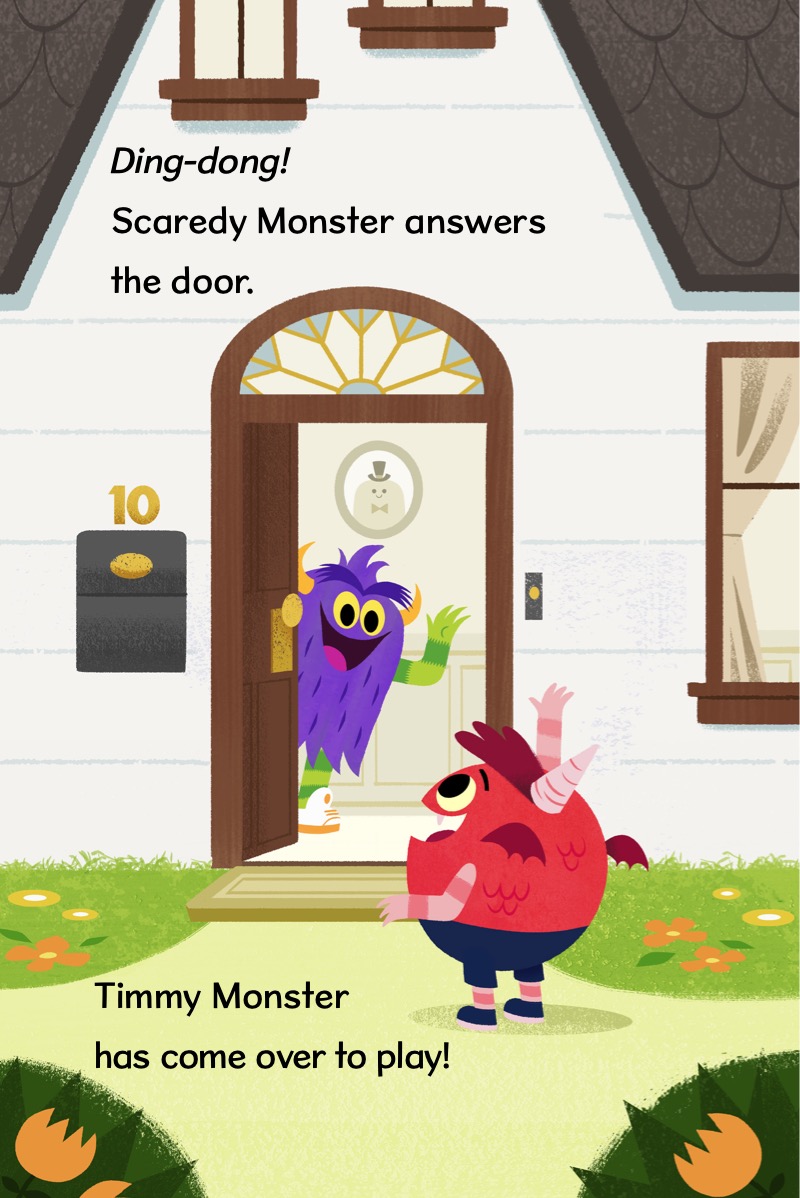 Ding-dong!
Scaredy Monster answers
the door.
10
Timmy Monster
has come over to play!